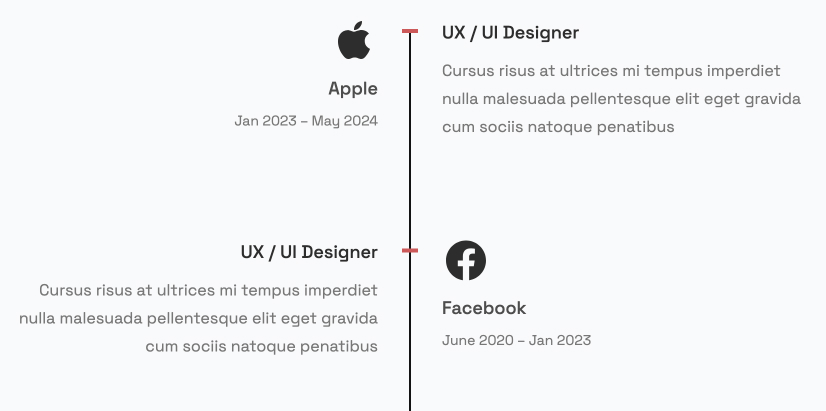 Apple
Jan 2023 – May 2024
UX / UI Designer
Cursus risus at ultrices mi tempus imperdiet
nulla malesuada pellentesque elit eget gravida
cum sociis natoque penatibus
UX / UI Designer
Cursus risus at ultrices mi tempus imperdiet
nulla malesuada pellentesque elit eget gravida
cum sociis natoque penatibus
Facebook
June 2020 – Jan 2023